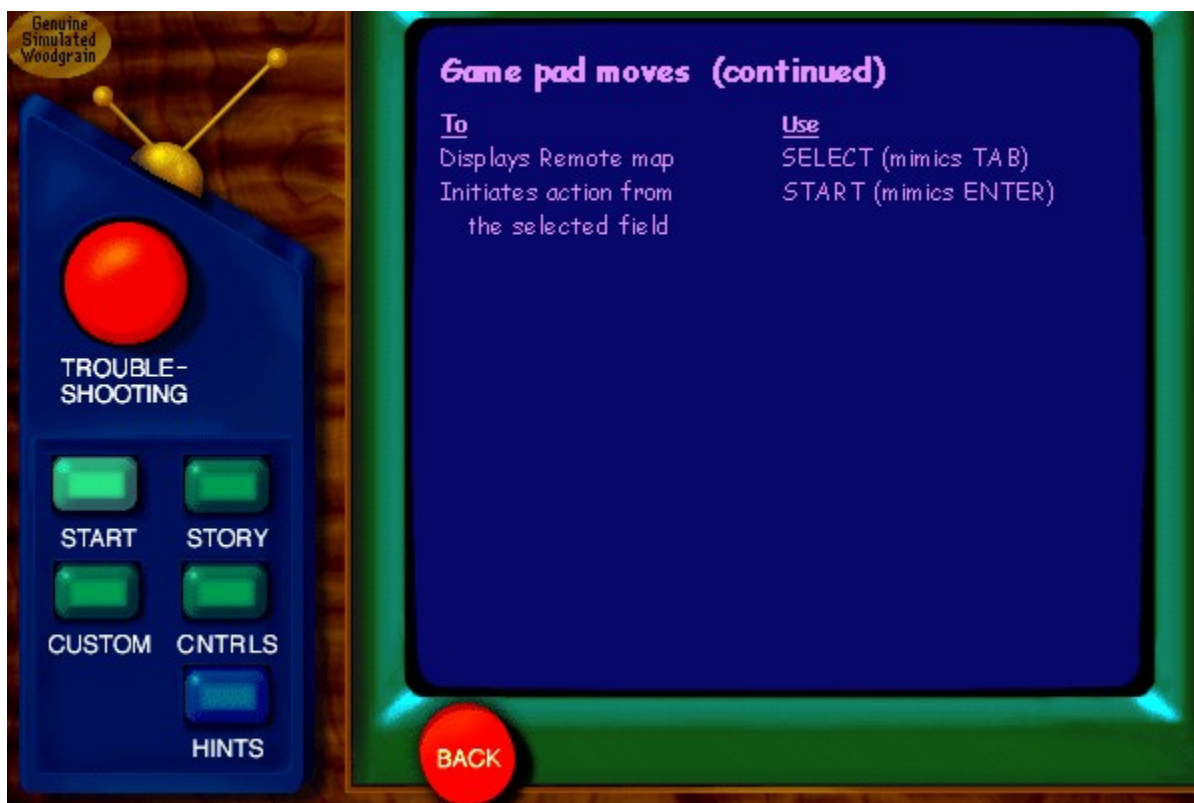 Genuine
Simulated
Woodgrain
TROUBLE-
SHOOTING
START STORY
CUSTOM CNTRLS
HINTS
Game pad moves (continued)
To Use
Displays Remote map SELECT (mimics TAB)
Initiates action from START (mimics ENTER)
the selected field
BACK